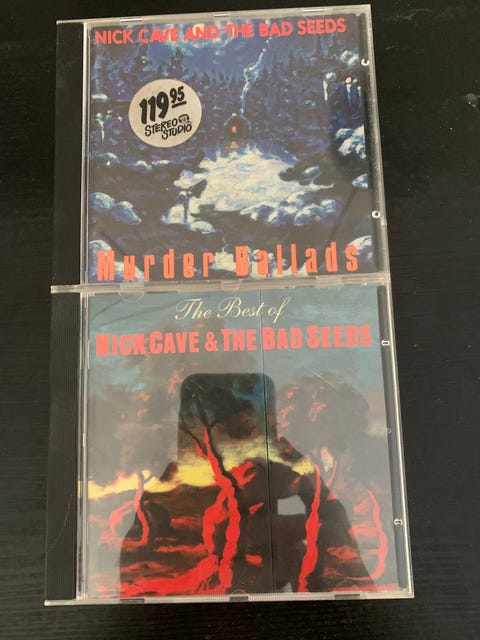 NICK CAVE AND THE BAD SEEDS
119 95
STEREO
STUDIO
Murder Ballads
The Best of
NICK CAVE & THE BAD SEEDS